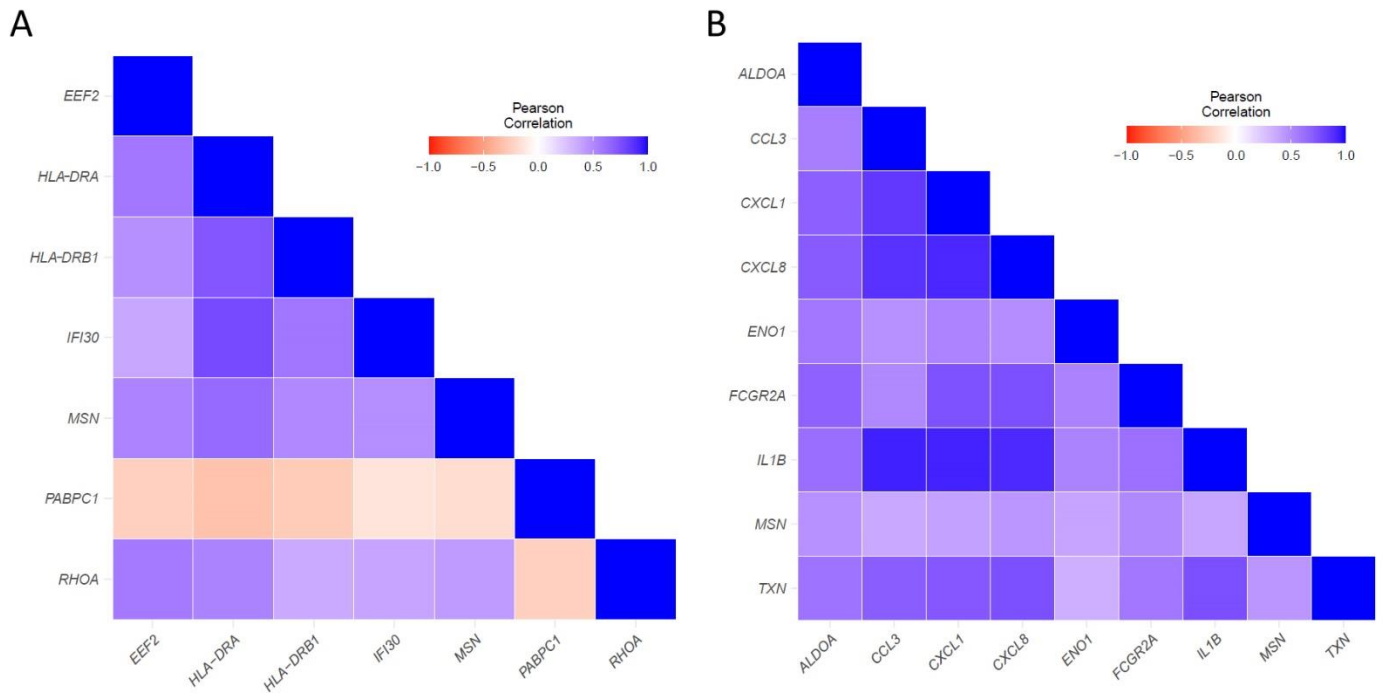 A
EEF2
HLA-DRA
HLA-DRB1
IFI30
MSN
PABPC1
RHOA
Pearson
Correlation
−1.0 −0.5 0.0 0.5 1.0
EEF2 HLA-DRA HLA-DRB1 IFI30 MSN PABPC1 RHOA
B
ALDOA
CCL3
CXCL1
CXCL8
ENO1
FCGR2A
IL1B
MSN
TXN
Pearson
Correlation
−1.0 −0.5 0.0 0.5 1.0
ALDOA CCL3 CXCL1 CXCL8 ENO1 FCGR2A IL1B MSN TXN